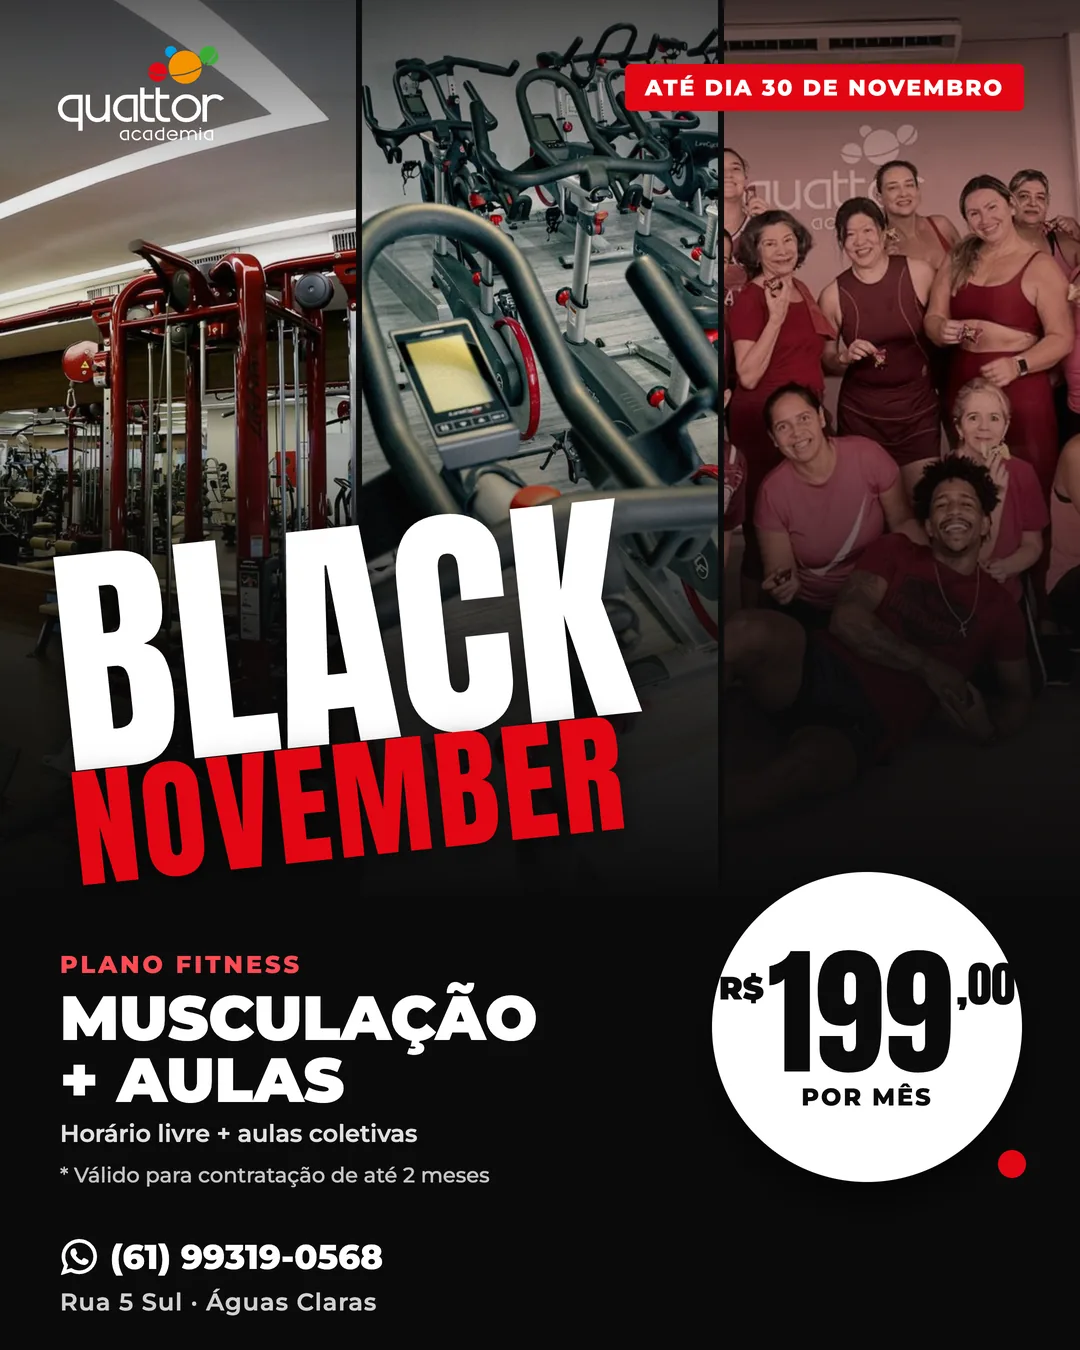 quattor
academia
ATÉ DIA 30 DE NOVEMBRO
quattor
BLACK
NOVEMBER
PLANO FITNESS
MUSCULAÇÃO
+ AULAS
Horário livre + aulas coletivas
* Válido para contratação de até 2 meses
R$199,00
POR MÊS
(61) 99319-0568
Rua 5 Sul · Águas Claras